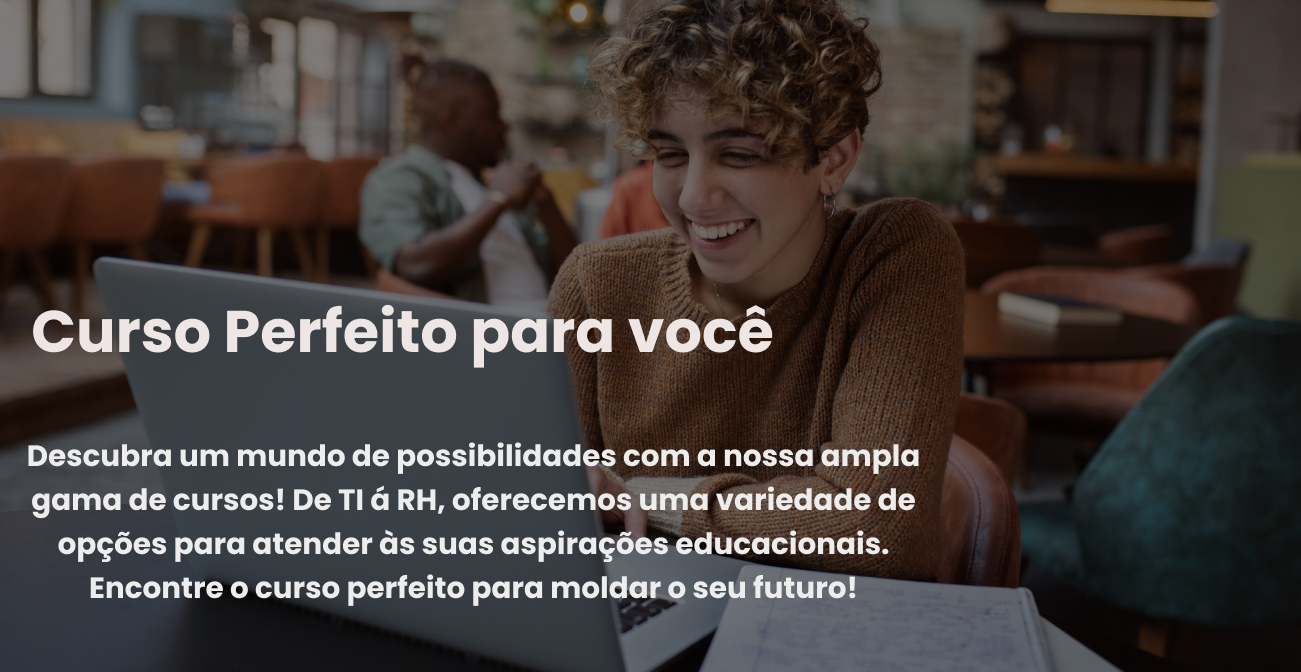 Curso Perfeito para você
Descubra um mundo de possibilidades com a nossa ampla
gama de cursos! De TI á RH, oferecemos uma variedade de
opções para atender às suas aspirações educacionais.
Encontre o curso perfeito para moldar o seu futuro!